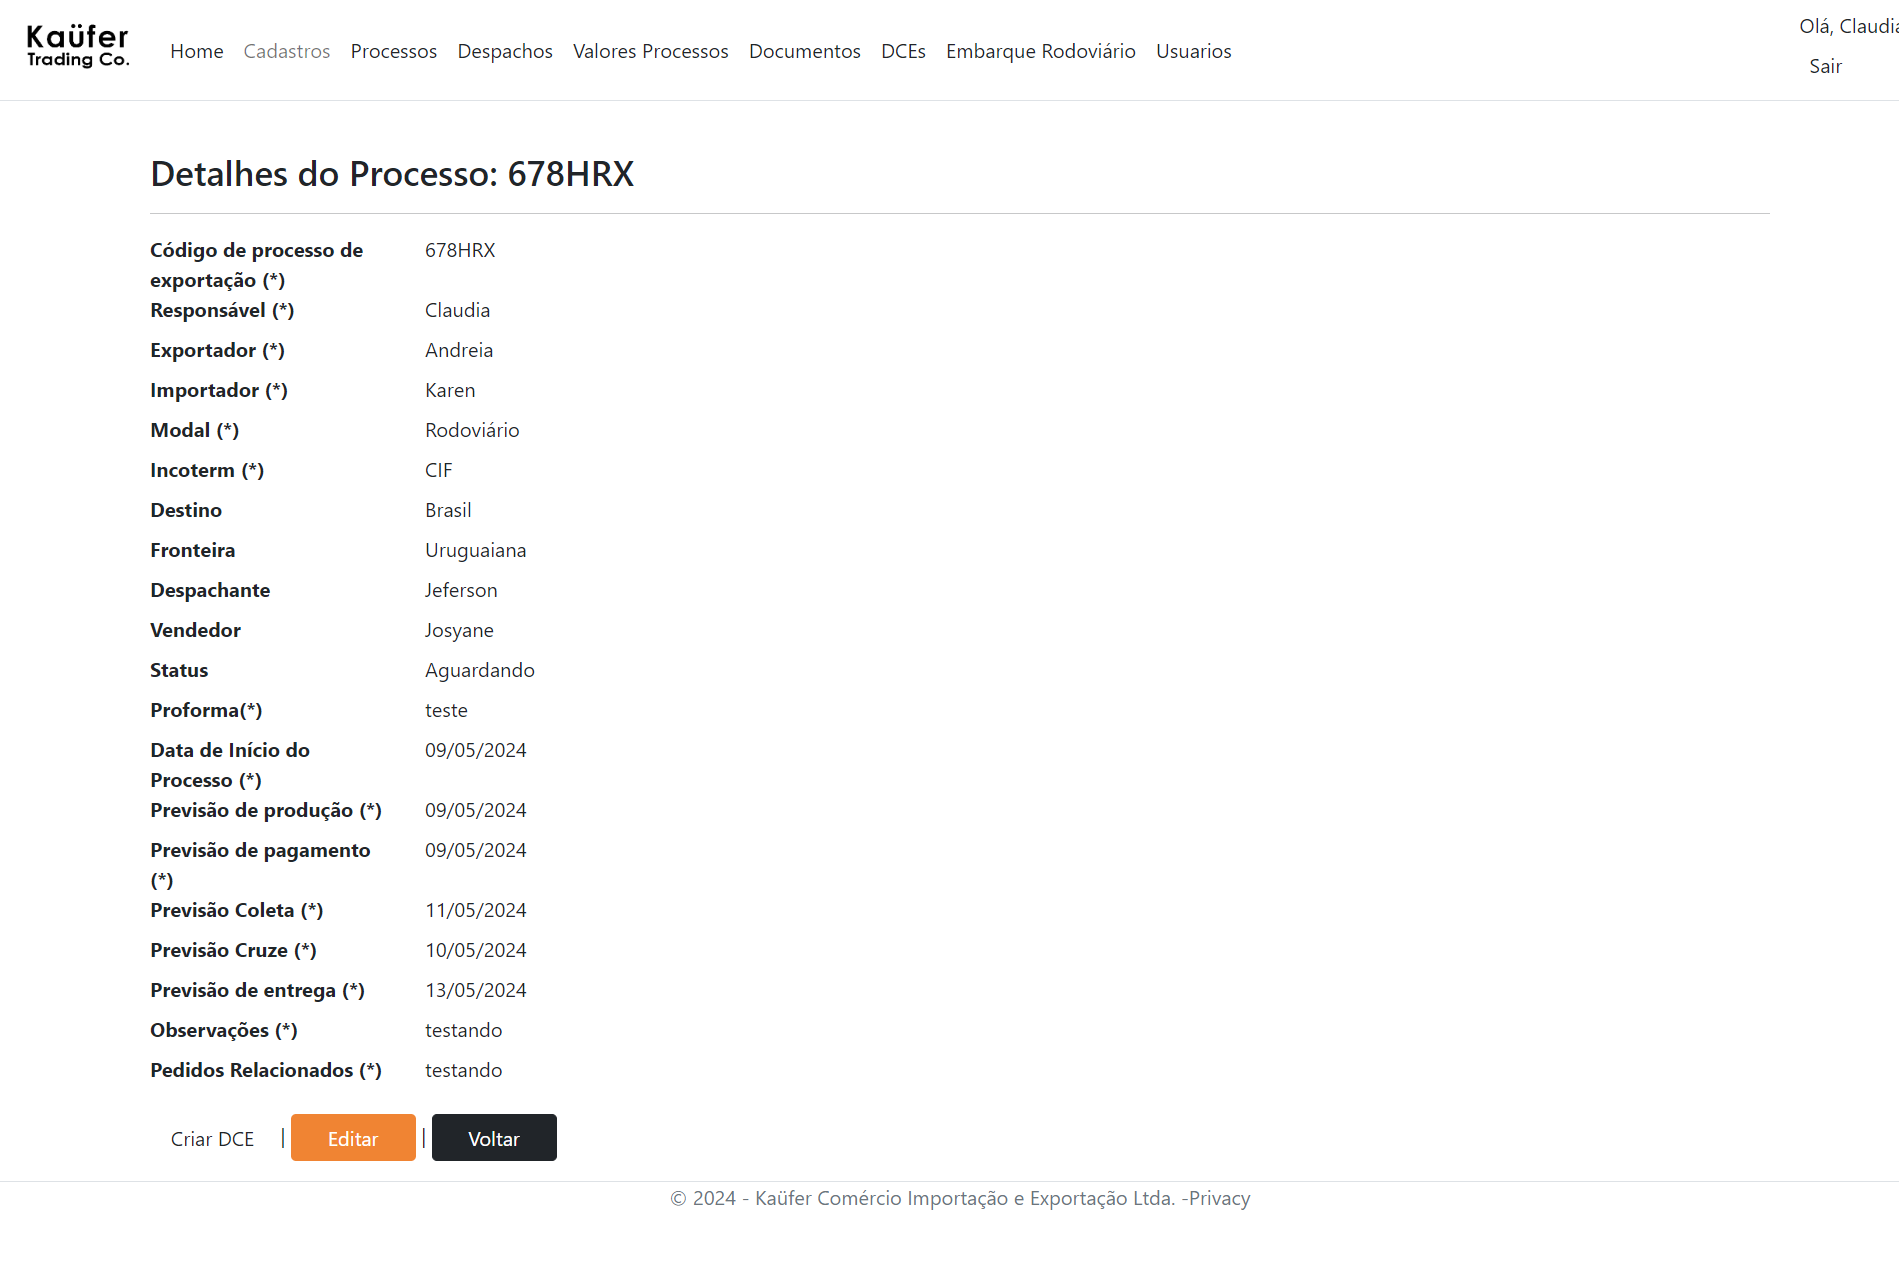 Kaüfer
Trading Co.
Home Cadastros Processos Despachos Valores Processos Documentos DCEs Embarque Rodoviário Usuarios
Olá, Claudia
Sair
Detalhes do Processo: 678HRX
Código de processo de exportação (*) 678HRX
Responsável (*) Claudia
Exportador (*) Andreia
Importador (*) Karen
Modal (*) Rodoviário
Incoterm (*) CIF
Destino Brasil
Fronteira Uruguaiana
Despachante Jeferson
Vendedor Josyane
Status Aguardando
Proforma(*) teste
Data de Início do Processo (*) 09/05/2024
Previsão de produção (*) 09/05/2024
Previsão de pagamento (*) 09/05/2024
Previsão Coleta (*) 11/05/2024
Previsão Cruze (*) 10/05/2024
Previsão de entrega (*) 13/05/2024
Observações (*) testando
Pedidos Relacionados (*) testando
Criar DCE | Editar | Voltar
© 2024 - Kaüfer Comércio Importação e Exportação Ltda. -Privacy